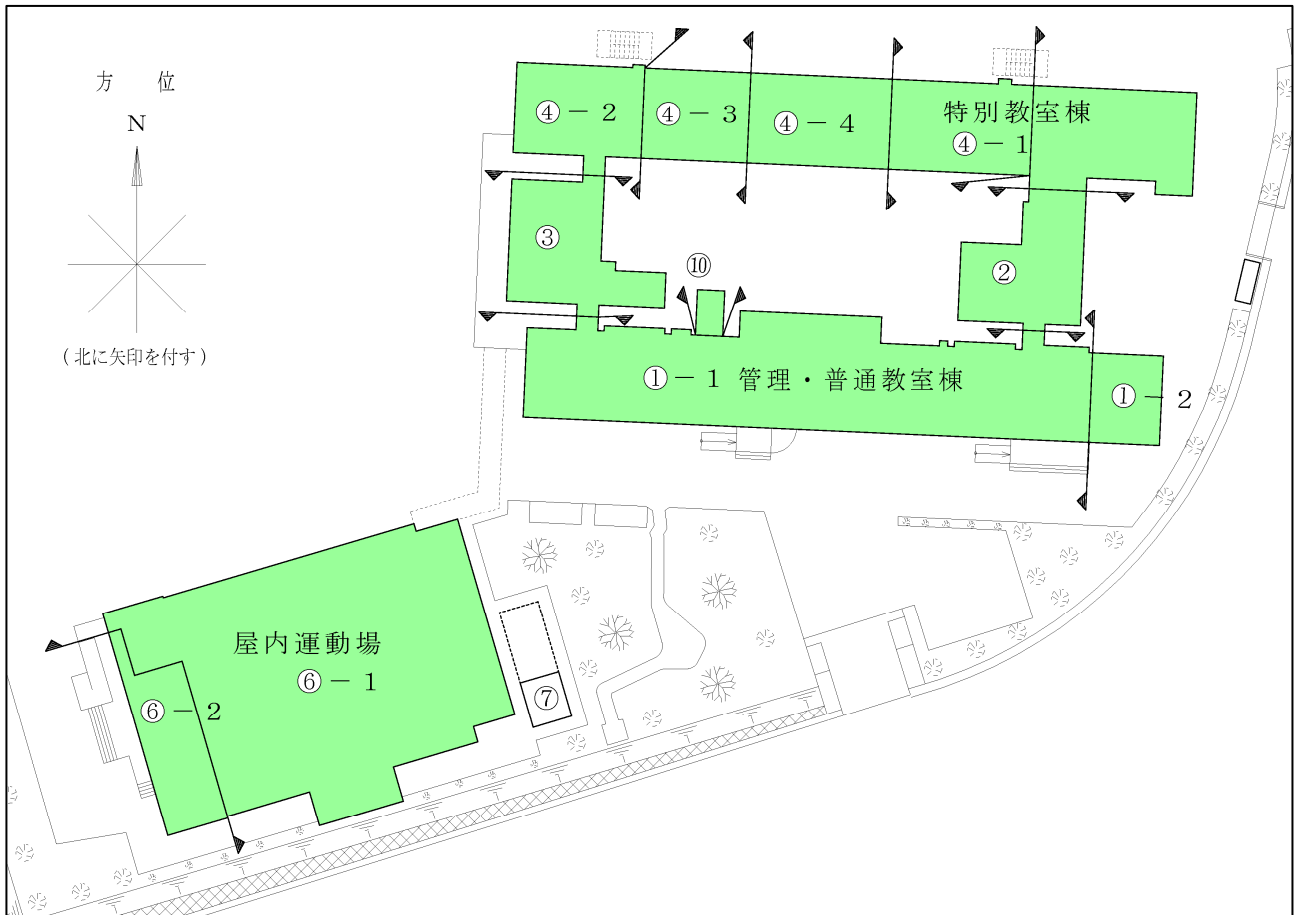 方　位
N
(北に矢印を付す)
④－２
④－３
④－４
特別教室棟
④－１
③
⑩
②
①－１ 管理・普通教室棟
①－２
屋内運動場
⑥－１
⑥－２
⑦